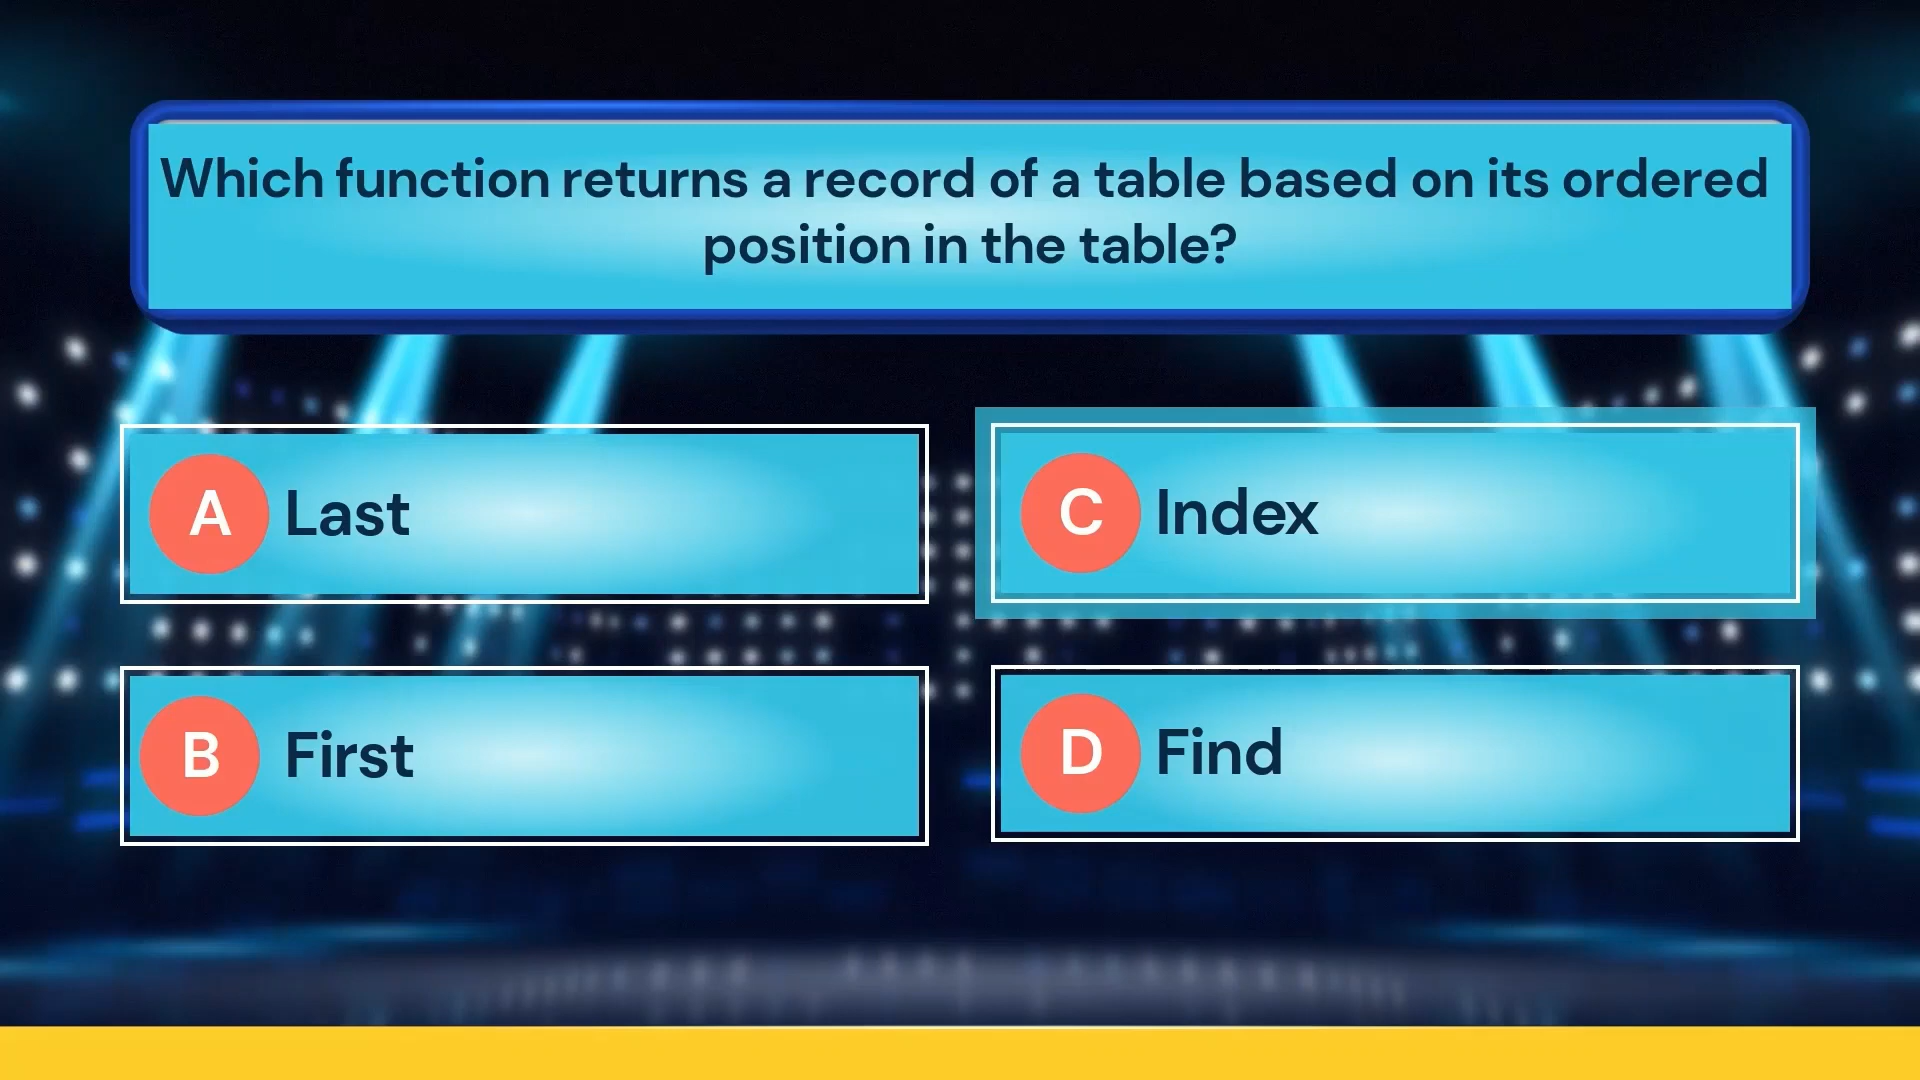 Which function returns a record of a table based on its ordered
position in the table?
A Last
B First
C Index
D Find